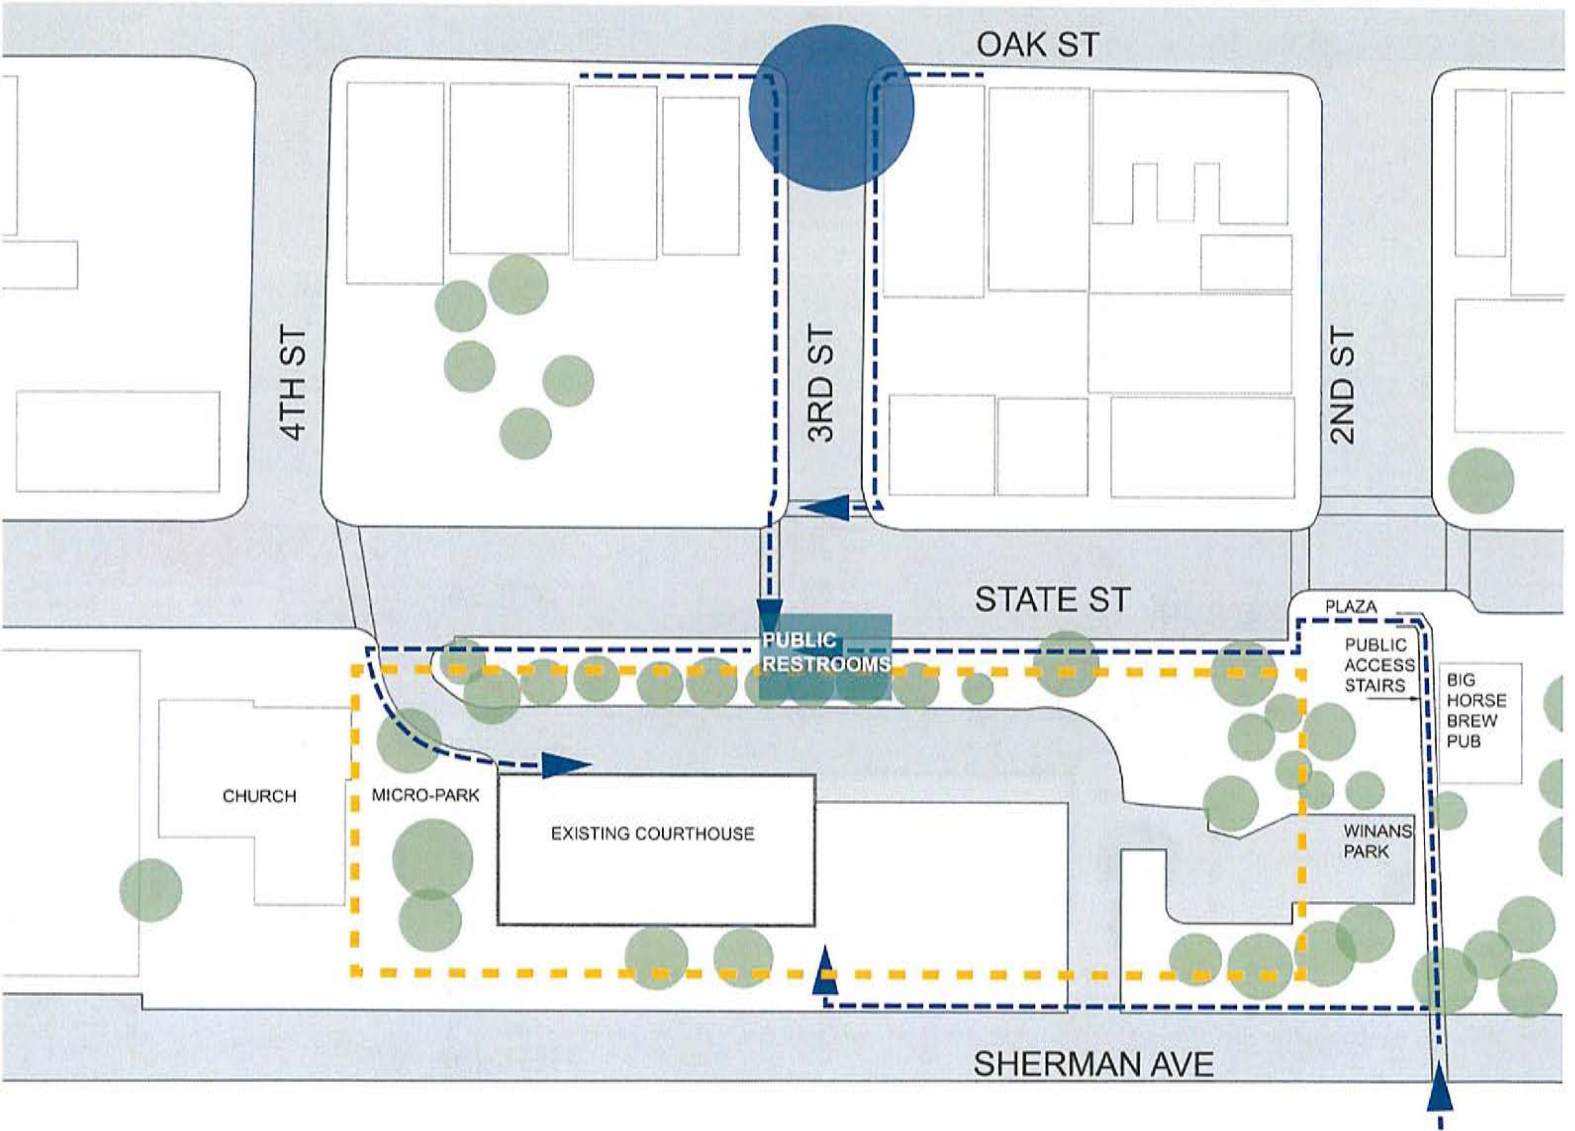 OAK ST
4TH ST
3RD ST
2ND ST
STATE ST
PLAZA
PUBLIC
RESTROOMS
PUBLIC
ACCESS
STAIRS
BIG
HORSE
BREW
PUB
CHURCH
MICRO-PARK
EXISTING COURTHOUSE
WINANS
PARK
SHERMAN AVE